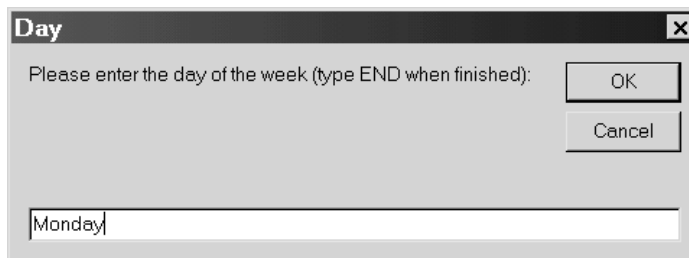 Day
Please enter the day of the week (type END when finished):
OK
Cancel
Monday